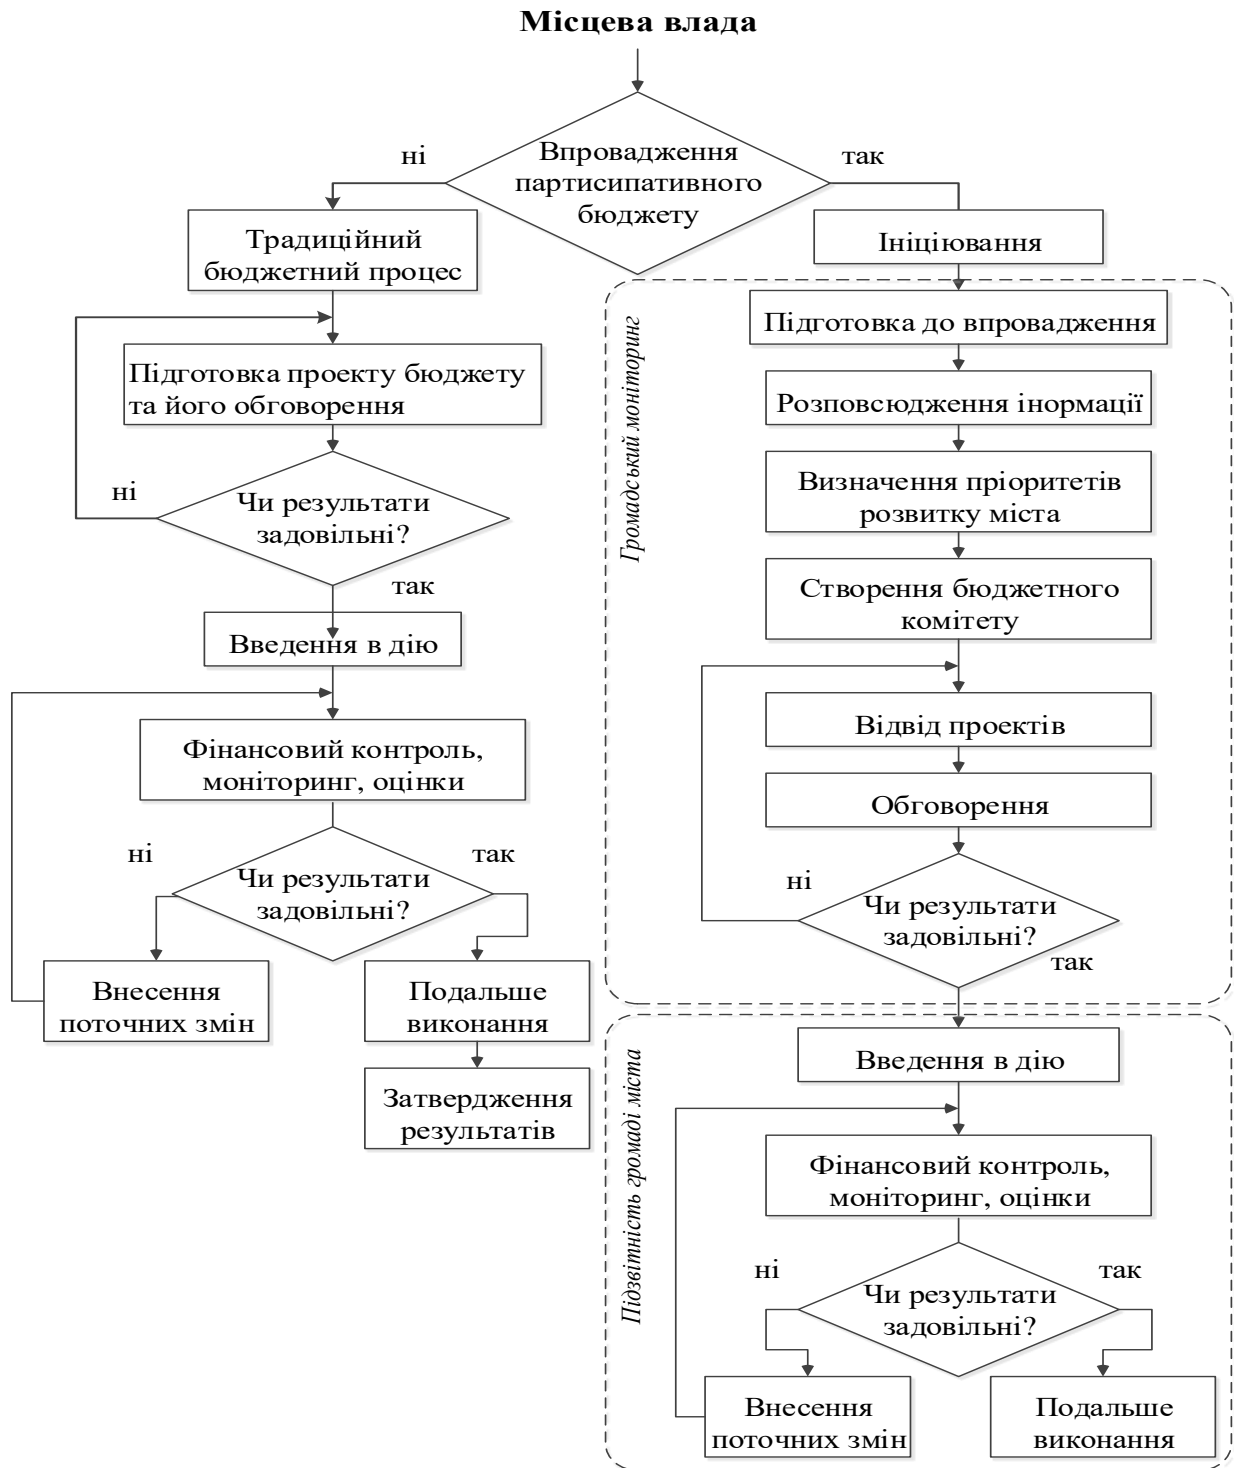 Місцева влада
Впровадження
партисипативного
бюджету
ні
так
Традиційний
бюджетний процес
Підготовка проекту бюджету
та його обговорення
Чи результати
задовільні?
ні
так
Введення в дію
Фінансовий контроль,
моніторинг, оцінки
Чи результати
задовільні?
ні
так
Внесення
поточних змін
Подальше
виконання
Затвердження
результатів
Ініціювання
Громадський моніторинг
Підготовка до впровадження
Розповсюдження інормації
Визначення пріоритетів
розвитку міста
Створення бюджетного
комітету
Відвід проектів
Обговорення
Чи результати
задовільні?
ні
так
Підзвітність громаді міста
Введення в дію
Фінансовий контроль,
моніторинг, оцінки
Чи результати
задовільні?
ні
так
Внесення
поточних змін
Подальше
виконання